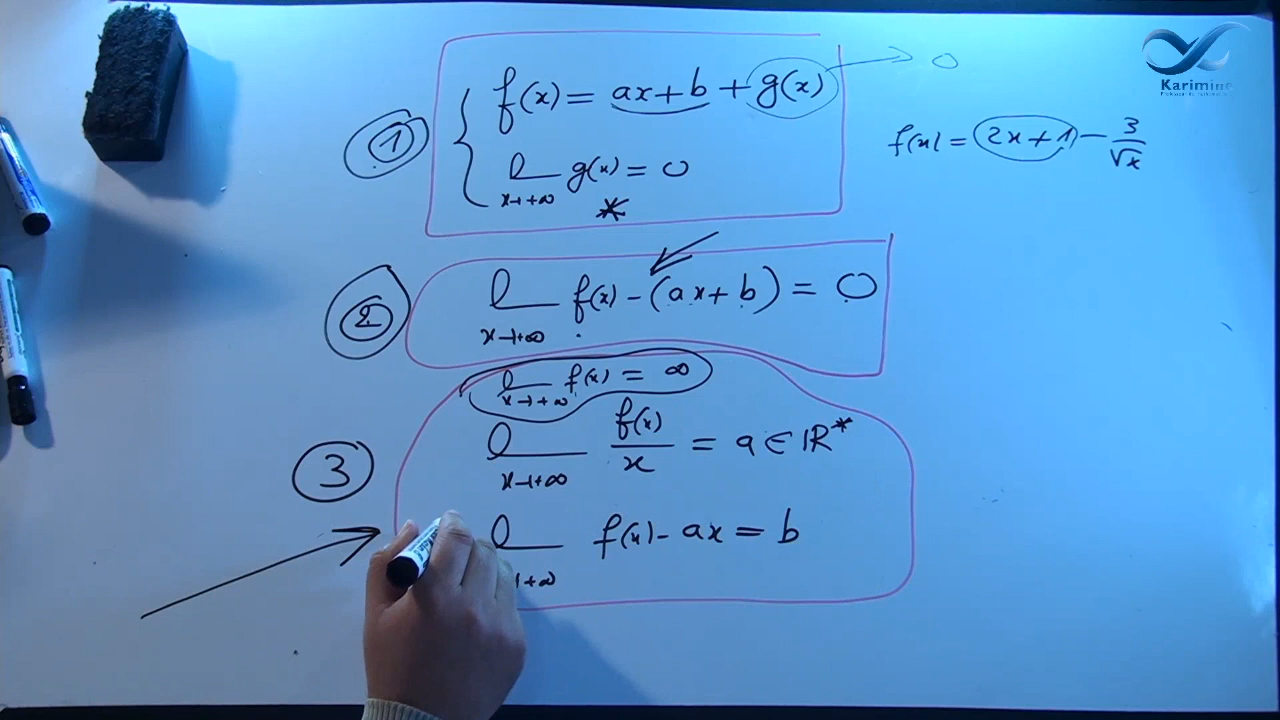 Karimine
① f(x) = ax+b + g(x) → 0
lim x→+∞ g(x) = 0
*
f(x) = 2x+1 - 3/√x
② lim x→+∞ f(x) - (ax+b) = 0
lim x→+∞ f(x) = ∞
③ lim x→+∞ f(x)/x = a ∈ ℝ*
lim →+∞ f(x) - ax = b